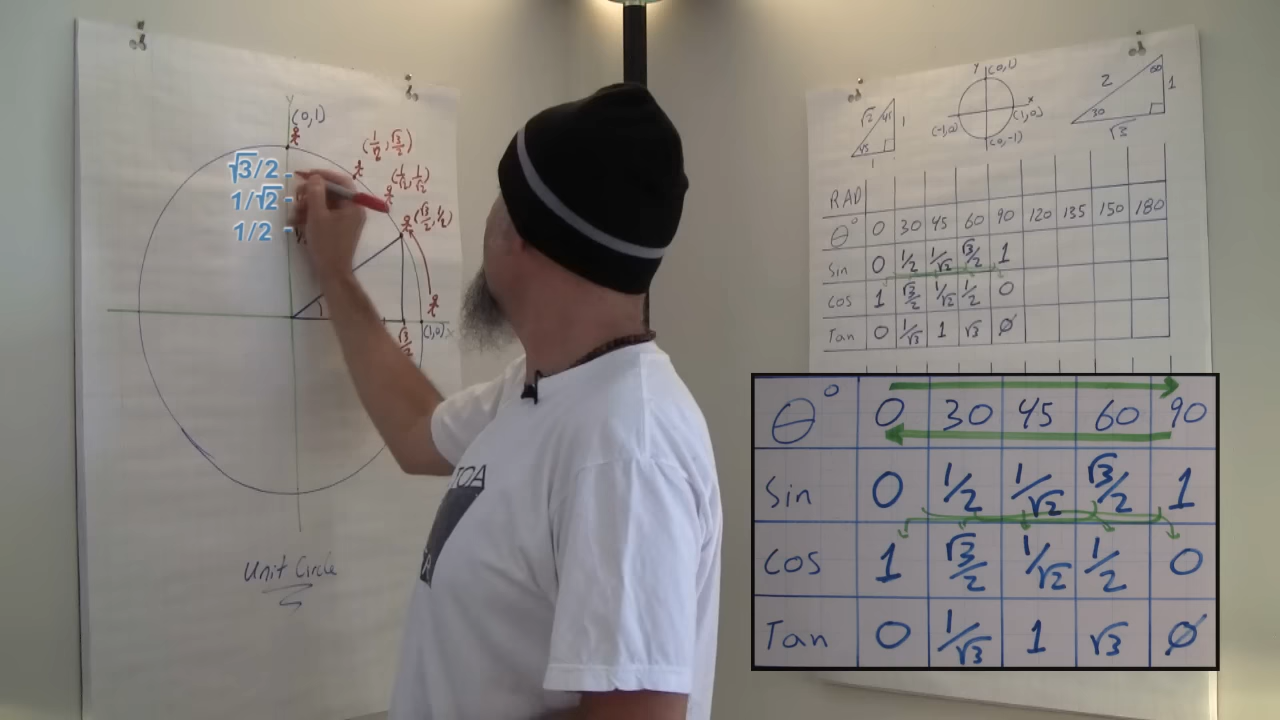 Y
(0,1)
(1/√2, √3/2)
√3/2
(1/√2, 1/√2)
1/√2
(√3/2, 1/2)
1/2
(1,0) X
√3/2
Unit Circle
TOA
√2 45 1
45
1
Y (0,1)
X
(-1,0) (1,0)
(0,-1)
2 60 1
30
√3
RAD
θ° 0 30 45 60 90 120 135 150 180
Sin 0 1/2 1/√2 √3/2 1
Cos 1 √3/2 1/√2 1/2 0
Tan 0 1/√3 1 √3 Ø
θ° 0 30 45 60 90
Sin 0 1/2 1/√2 √3/2 1
Cos 1 √3/2 1/√2 1/2 0
Tan 0 1/√3 1 √3 Ø